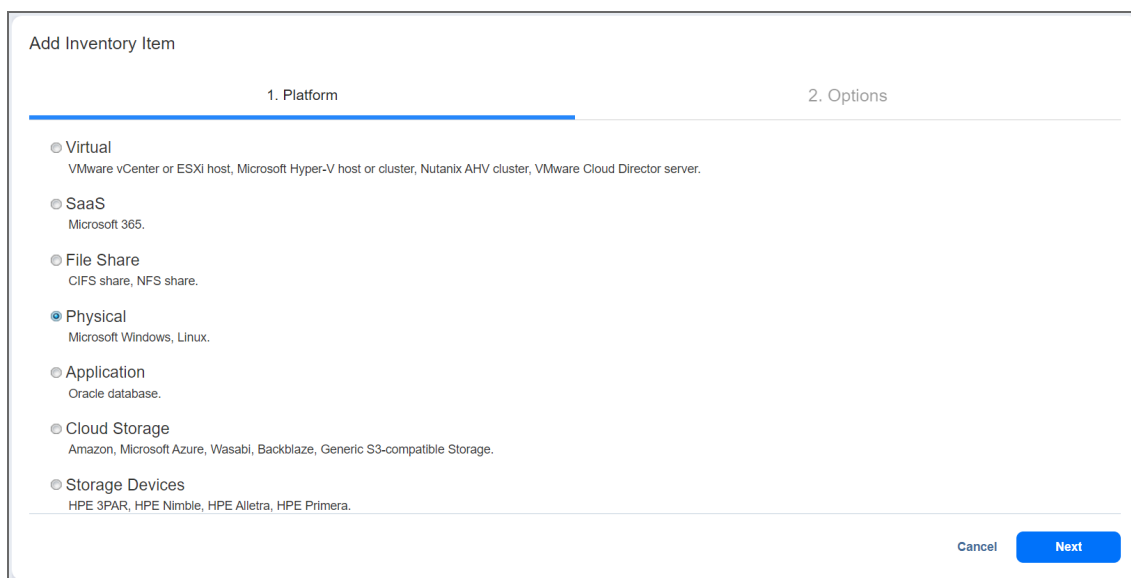 Add Inventory Item
1. Platform
2. Options
Virtual
VMware vCenter or ESXi host, Microsoft Hyper-V host or cluster, Nutanix AHV cluster, VMware Cloud Director server.
SaaS
Microsoft 365.
File Share
CIFS share, NFS share.
Physical
Microsoft Windows, Linux.
Application
Oracle database.
Cloud Storage
Amazon, Microsoft Azure, Wasabi, Backblaze, Generic S3-compatible Storage.
Storage Devices
HPE 3PAR, HPE Nimble, HPE Alletra, HPE Primera.
Cancel
Next